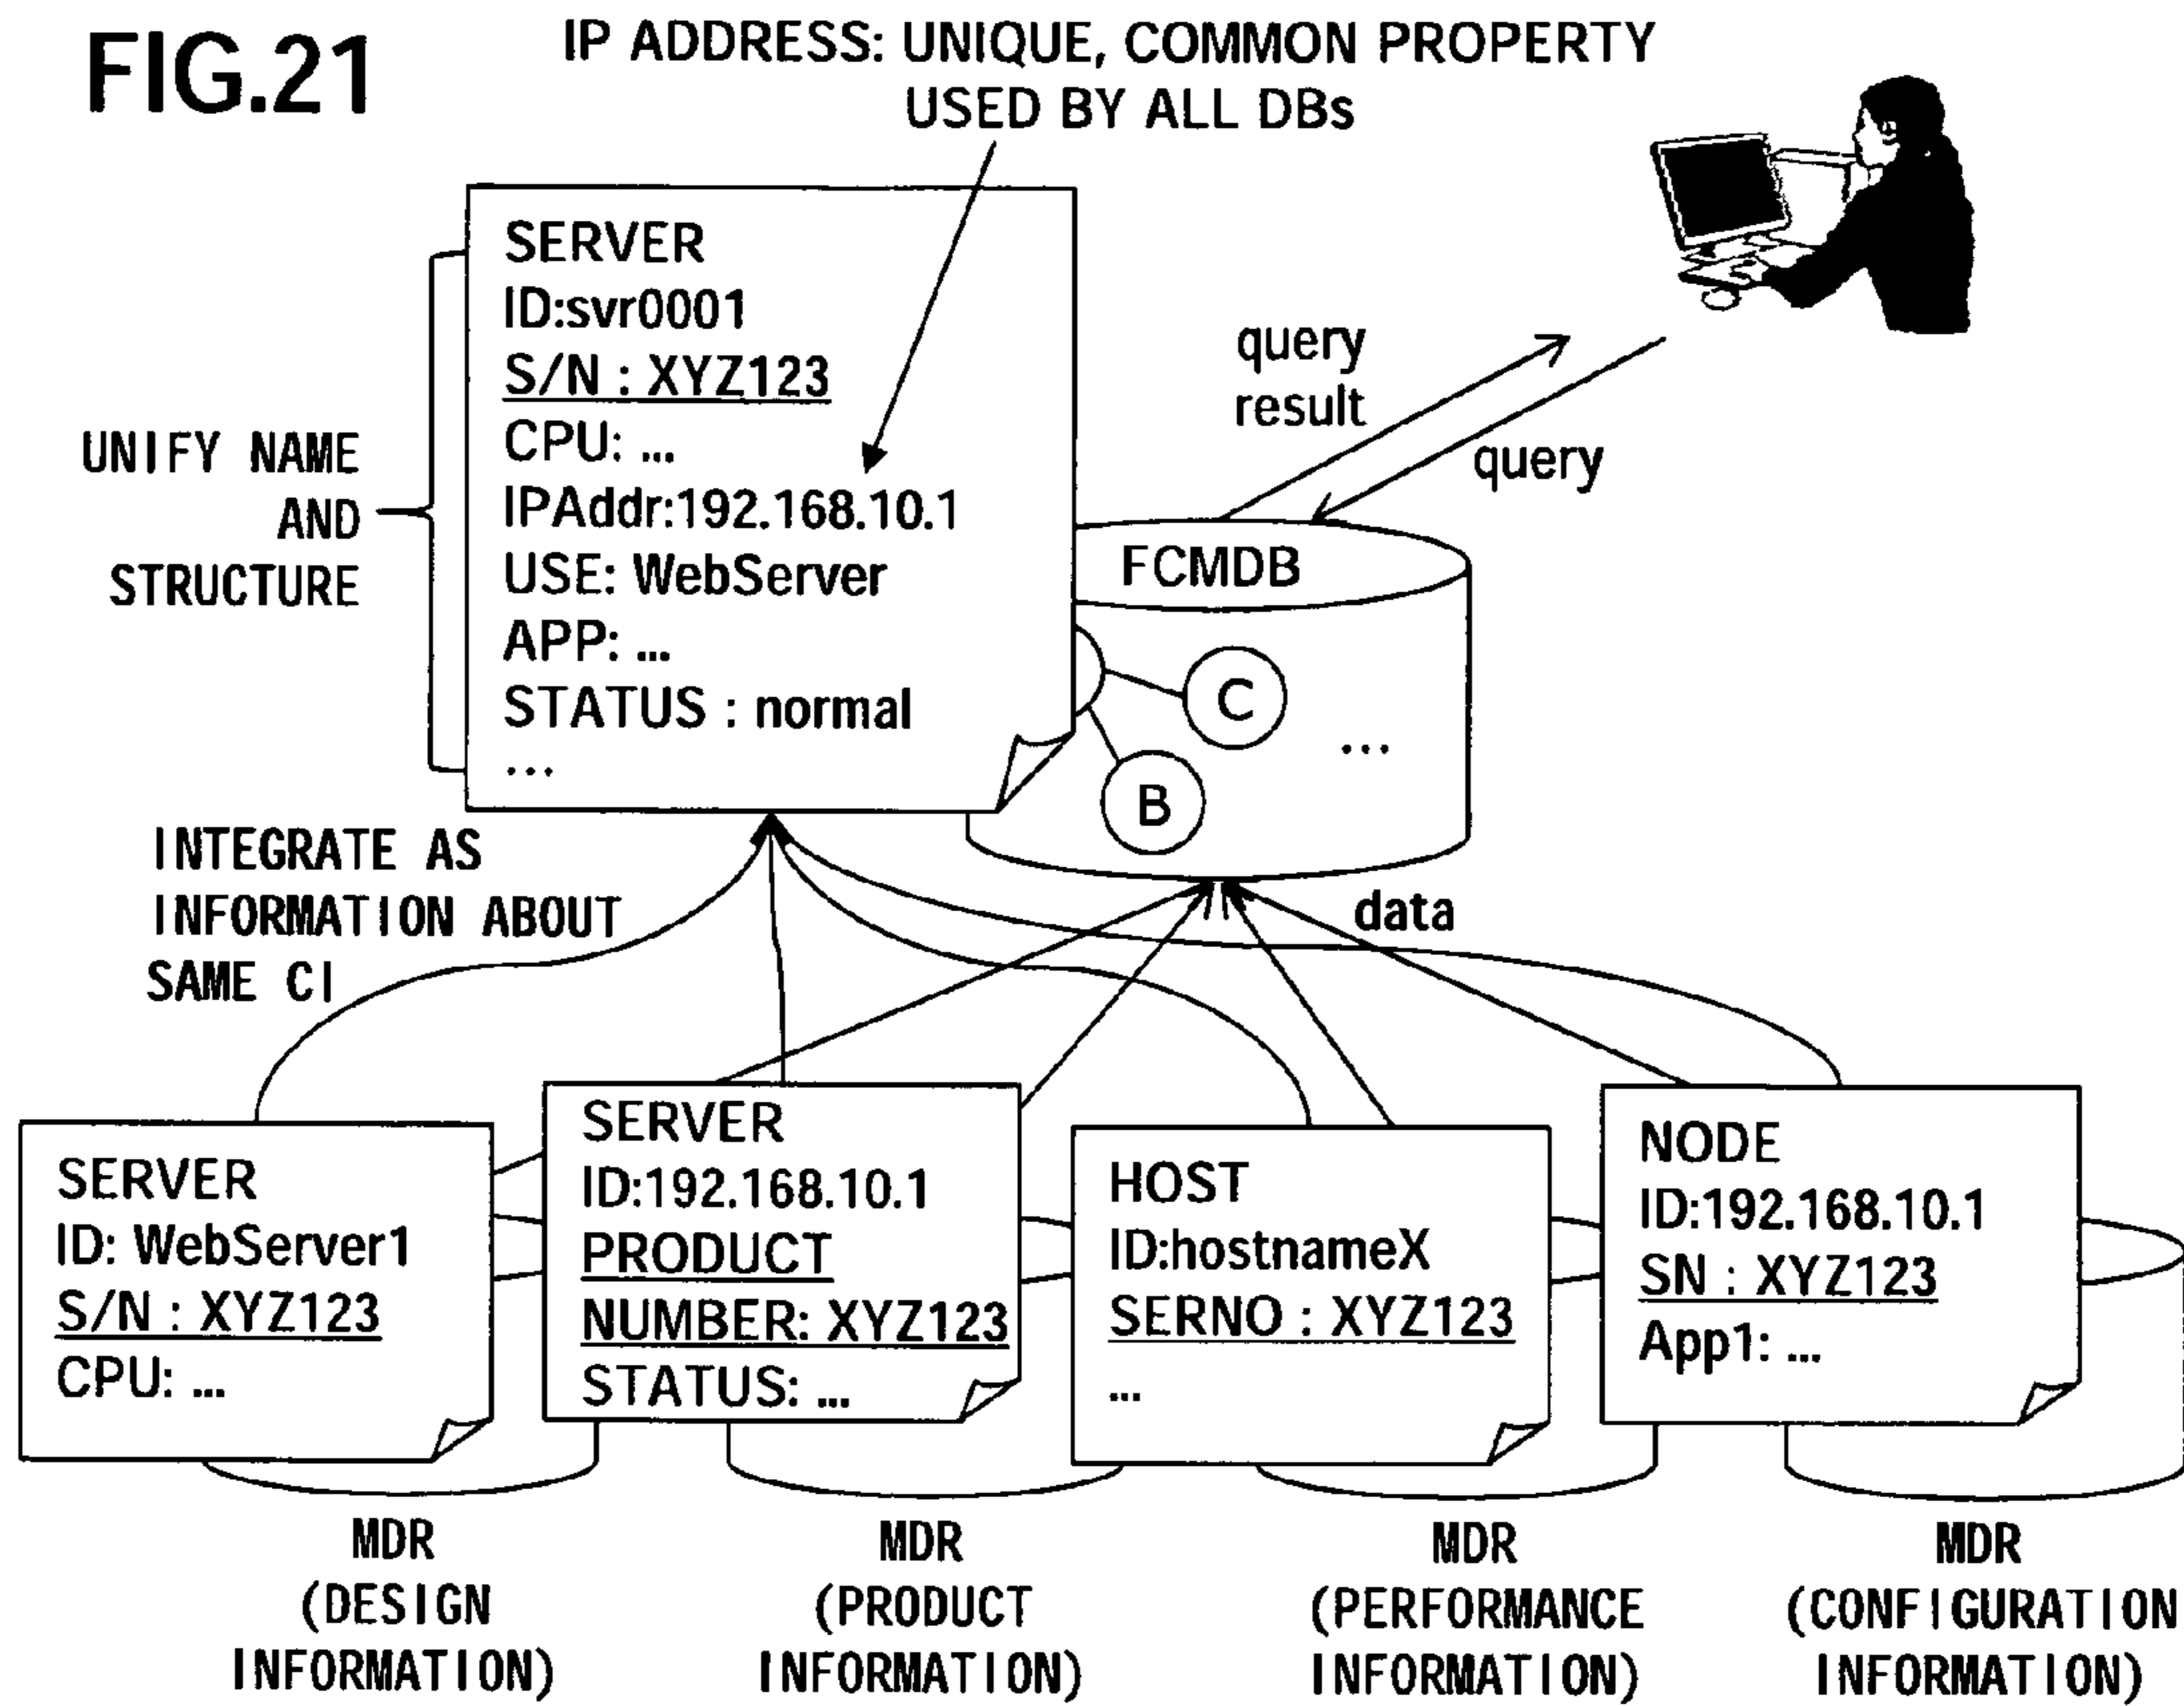 FIG.21
IP ADDRESS: UNIQUE, COMMON PROPERTY
USED BY ALL DBs
SERVER
ID:svr0001
S/N : XYZ123
CPU: ...
IPAddr:192.168.10.1
USE: WebServer
APP: ...
STATUS : normal
...
UNIFY NAME
AND
STRUCTURE
query
result
query
FCMDB
C
B
...
INTEGRATE AS
INFORMATION ABOUT
SAME CI
data
SERVER
ID: WebServer1
S/N : XYZ123
CPU: ...
SERVER
ID:192.168.10.1
PRODUCT
NUMBER: XYZ123
STATUS: ...
HOST
ID:hostnameX
SERNO : XYZ123
...
NODE
ID:192.168.10.1
SN : XYZ123
App1: ...
MDR
(DESIGN
INFORMATION)
MDR
(PRODUCT
INFORMATION)
MDR
(PERFORMANCE
INFORMATION)
MDR
(CONFIGURATION
INFORMATION)